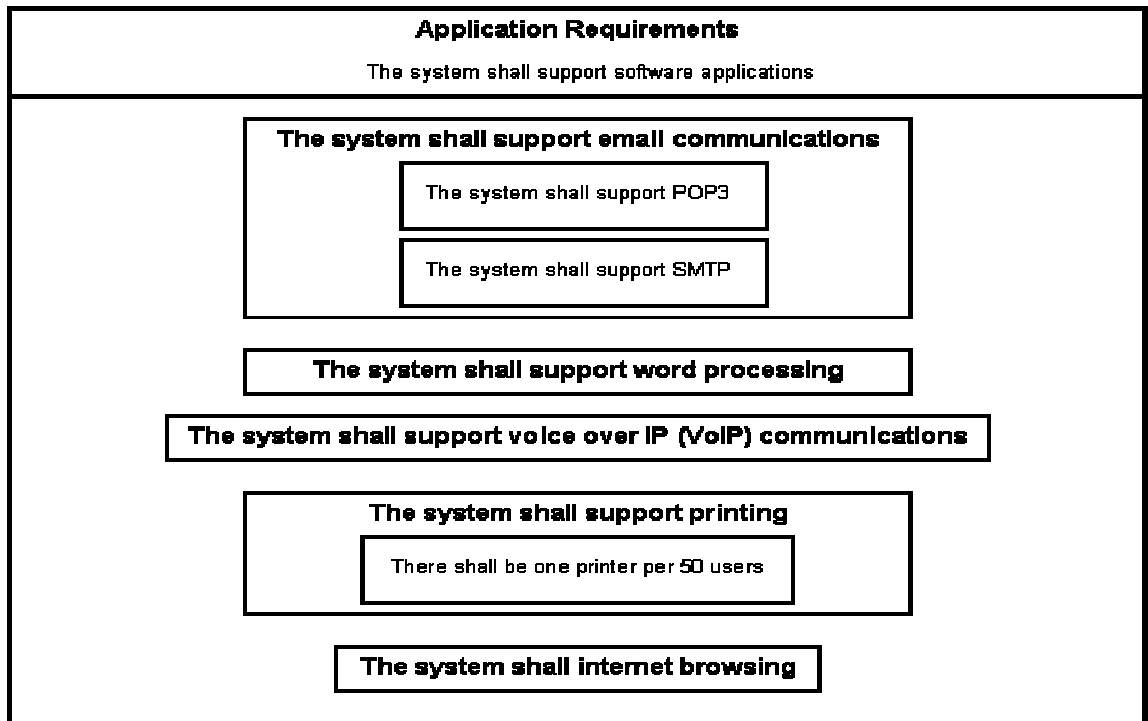 Application Requirements
The system shall support software applications
The system shall support email communications
The system shall support POP3
The system shall support SMTP
The system shall support word processing
The system shall support voice over IP (VoIP) communications
The system shall support printing
There shall be one printer per 50 users
The system shall internet browsing